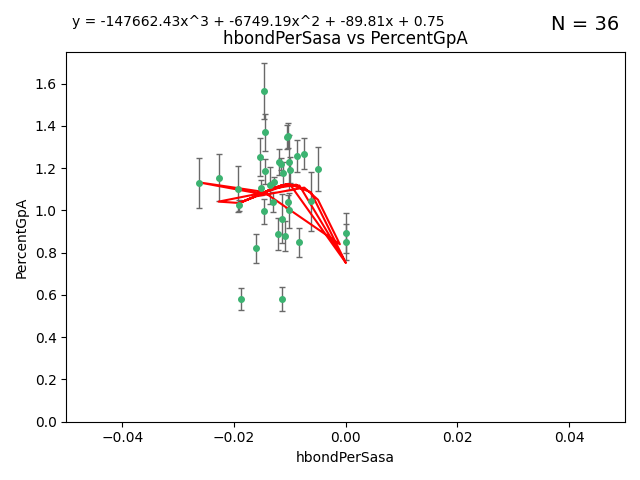 y = -147662.43x^3 + -6749.19x^2 + -89.81x + 0.75
N = 36
hbondPerSasa vs PercentGpA
PercentGpA
1.6
1.4
1.2
1.0
0.8
0.6
0.4
0.2
0.0
−0.04 −0.02 0.00 0.02 0.04
hbondPerSasa